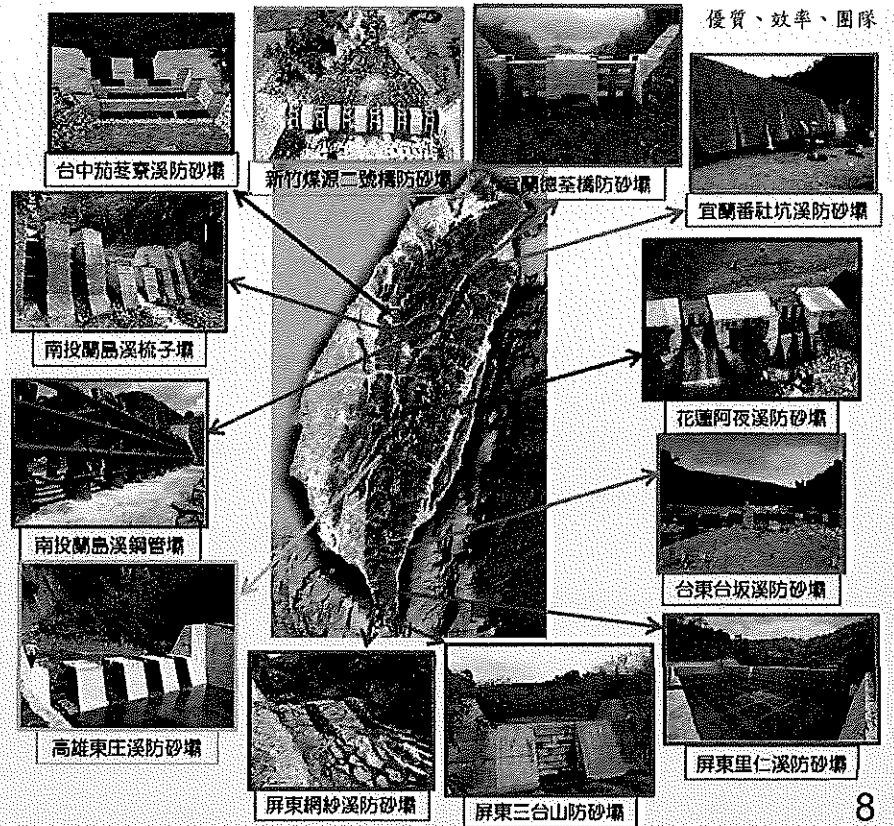 優質、效率、團隊
台中茄苳寮溪防砂壩
新竹煤源二號橋防砂壩
宜蘭德荃橋防砂壩
宜蘭番社坑溪防砂壩
南投蘭島溪梳子壩
花蓮阿夜溪防砂壩
南投蘭島溪鋼管壩
台東台坂溪防砂壩
高雄東庄溪防砂壩
屏東網紗溪防砂壩
屏東三台山防砂壩
屏東里仁溪防砂壩
8